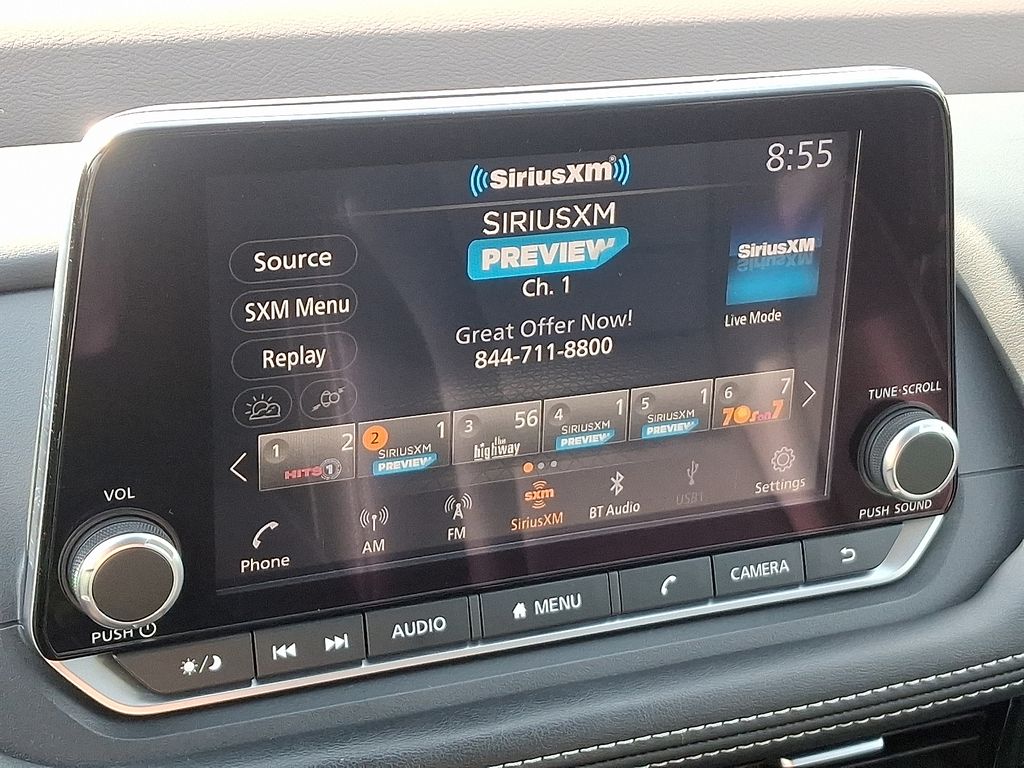 SiriusXM
8:55
SIRIUSXM
PREVIEW
Ch. 1
Great Offer Now!
844-711-8800
Source
SXM Menu
Replay
SiriusXM
Live Mode
1 2
HITS 1
2 1
SIRIUSXM
PREVIEW
3 56
the
highway
4 1
SIRIUSXM
PREVIEW
5 1
SIRIUSXM
PREVIEW
6 7
70s on 7
Phone
AM
FM
sxm
SiriusXM
BT Audio
USB1
Settings
VOL
PUSH
TUNE·SCROLL
PUSH SOUND
AUDIO
MENU
CAMERA